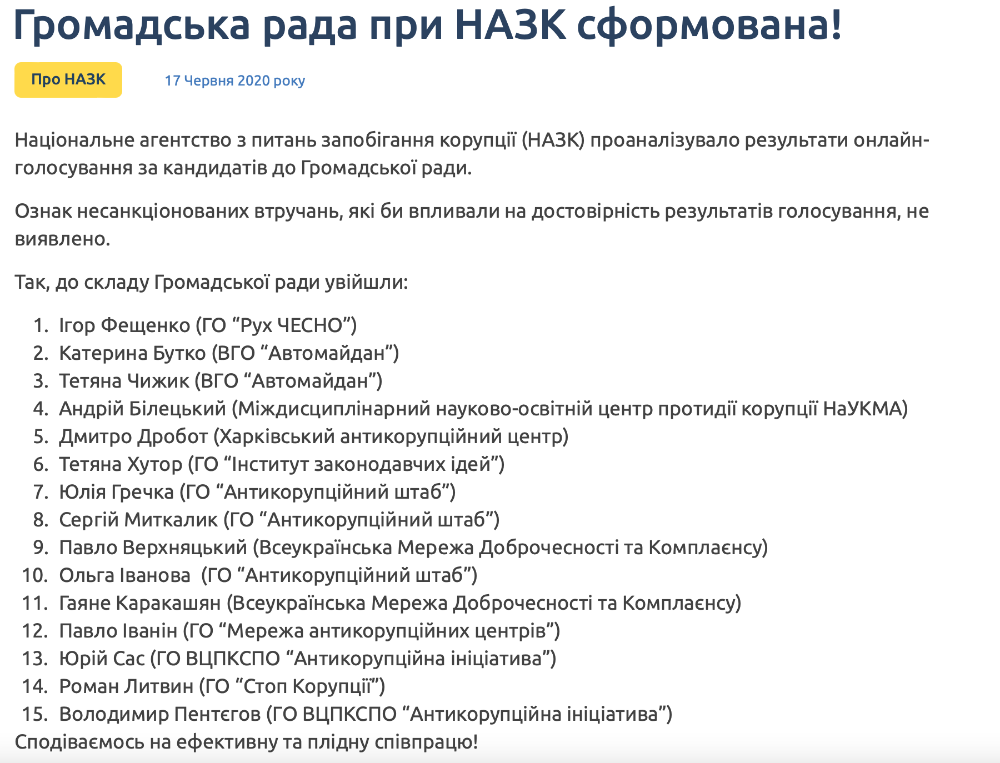 Громадська рада при НАЗК сформована!
Про НАЗК
17 Червня 2020 року
Національне агентство з питань запобігання корупції (НАЗК) проаналізувало результати онлайн-
голосування за кандидатів до Громадської ради.
Ознак несанкціонованих втручань, які би впливали на достовірність результатів голосування, не
виявлено.
Так, до складу Громадської ради увійшли:
1. Ігор Фещенко (ГО “Рух ЧЕСНО”)
2. Катерина Бутко (ВГО “Автомайдан”)
3. Тетяна Чижик (ВГО “Автомайдан”)
4. Андрій Білецький (Міждисциплінарний науково-освітній центр протидії корупції НаУКМА)
5. Дмитро Дробот (Харківський антикорупційний центр)
6. Тетяна Хутор (ГО “Інститут законодавчих ідей”)
7. Юлія Гречка (ГО “Антикорупційний штаб”)
8. Сергій Миткалик (ГО “Антикорупційний штаб”)
9. Павло Верхняцький (Всеукраїнська Мережа Доброчесності та Комплаєнсу)
10. Ольга Іванова  (ГО “Антикорупційний штаб”)
11. Гаяне Каракашян (Всеукраїнська Мережа Доброчесності та Комплаєнсу)
12. Павло Іванін (ГО “Мережа антикорупційних центрів”)
13. Юрій Сас (ГО ВЦПКСПО “Антикорупційна ініціатива”)
14. Роман Литвин (ГО “Стоп Корупції”)
15. Володимир Пентєгов (ГО ВЦПКСПО “Антикорупційна ініціатива”)
Сподіваємось на ефективну та плідну співпрацю!